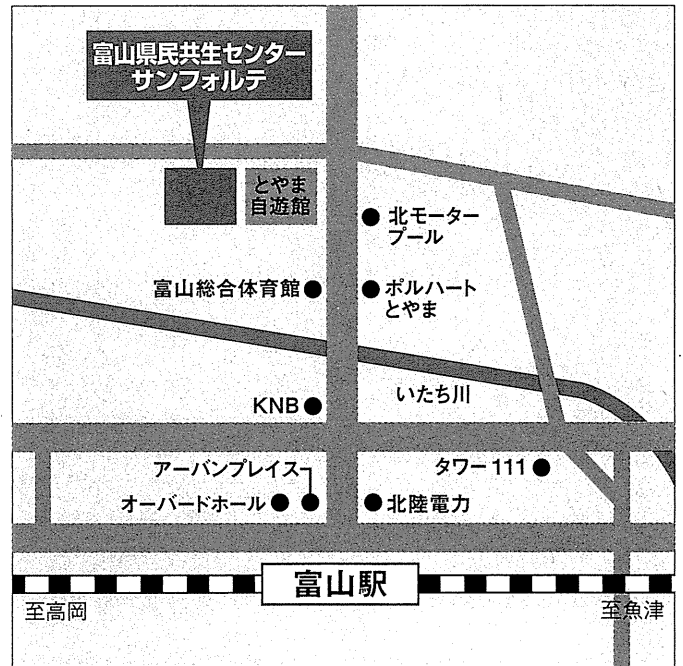 富山県民共生センター
サンフォルテ
とやま
自遊館
北モーター
プール
富山総合体育館
ポルハート
とやま
いたち川
KNB
アーバンプレイス
タワー111
オーバードホール
北陸電力
富山駅
至高岡
至魚津